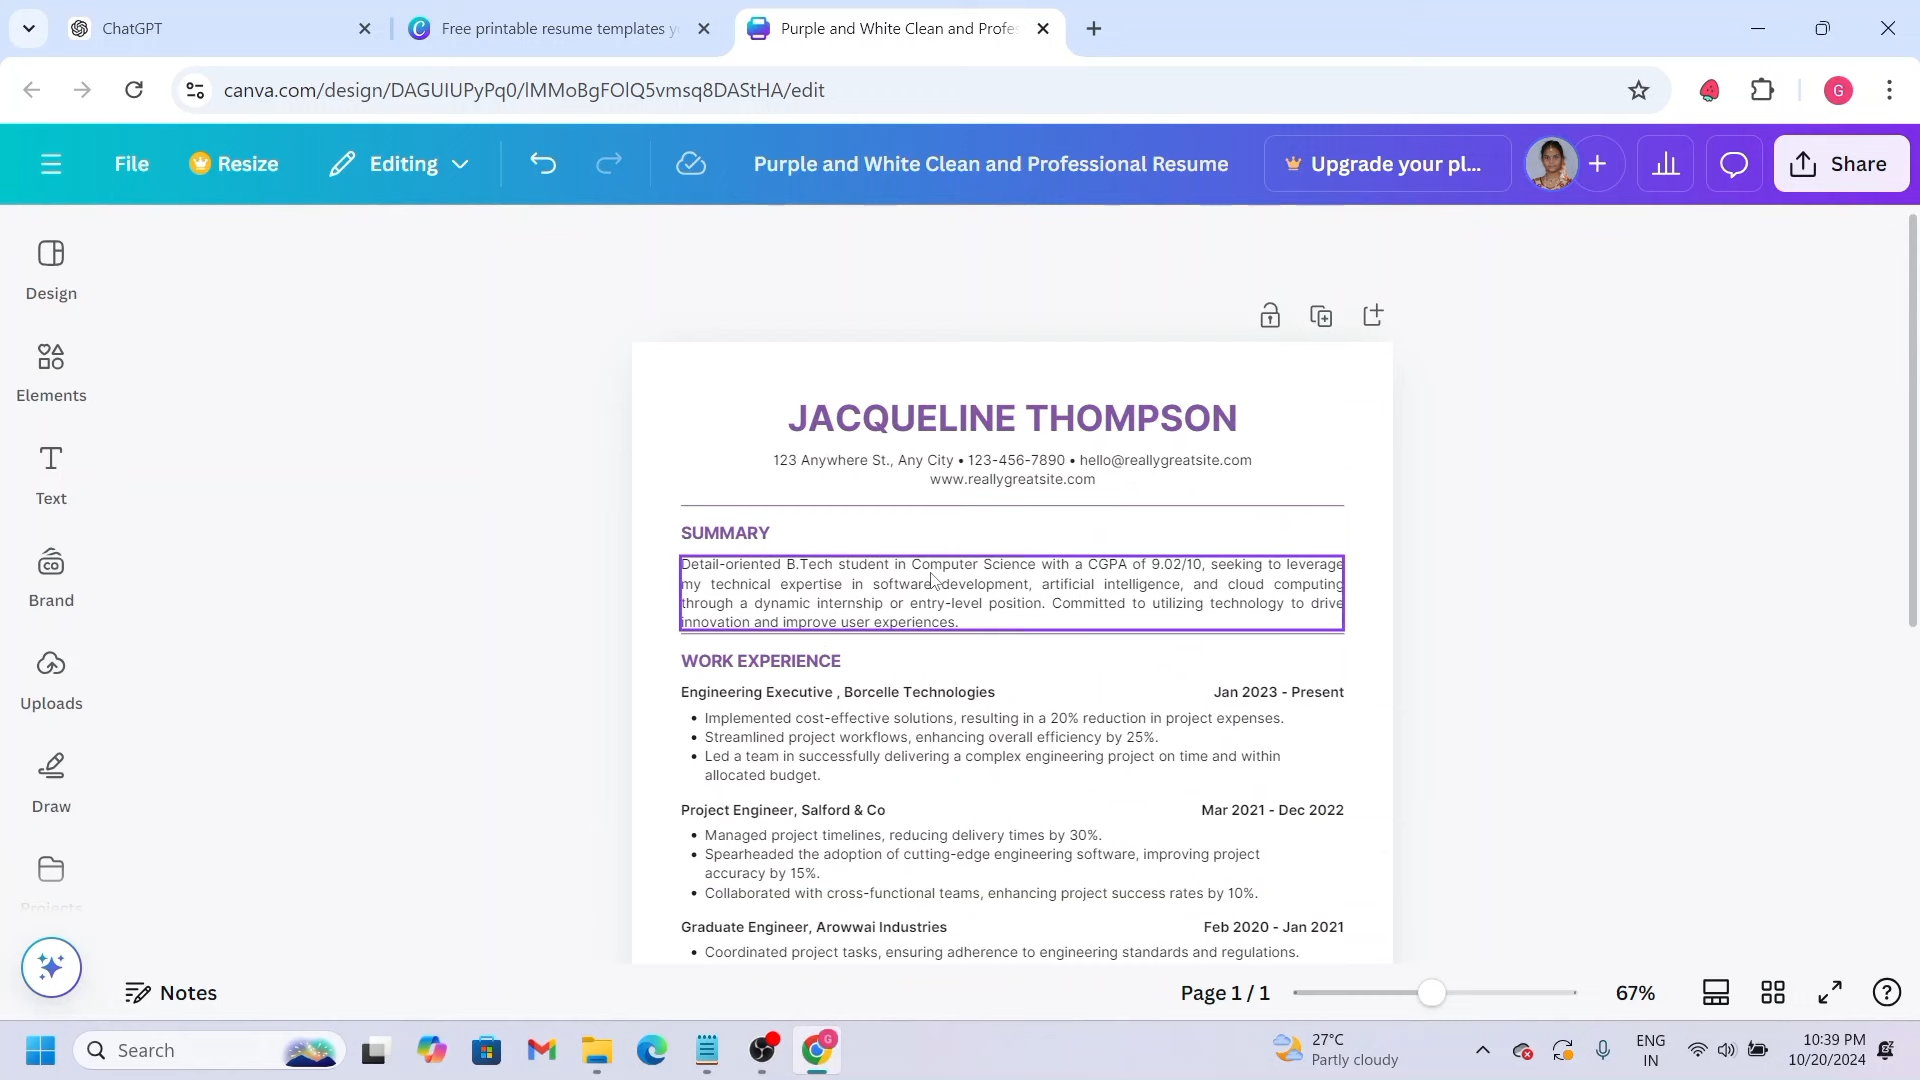 ChatGPT
Free printable resume templates y
Purple and White Clean and Profes
canva.com/design/DAGUIUPyPq0/lMMoBgFOlQ5vmsq8DAStHA/edit
G
File
Resize
Editing
Purple and White Clean and Professional Resume
Upgrade your pl...
Share
Design
Elements
Text
Brand
Uploads
Draw
Projects
JACQUELINE THOMPSON
123 Anywhere St., Any City • 123-456-7890 • hello@reallygreatsite.com
www.reallygreatsite.com
SUMMARY
Detail-oriented B.Tech student in Computer Science with a CGPA of 9.02/10, seeking to leverage
my technical expertise in software development, artificial intelligence, and cloud computing
through a dynamic internship or entry-level position. Committed to utilizing technology to drive
innovation and improve user experiences.
WORK EXPERIENCE
Engineering Executive , Borcelle Technologies Jan 2023 - Present
• Implemented cost-effective solutions, resulting in a 20% reduction in project expenses.
• Streamlined project workflows, enhancing overall efficiency by 25%.
• Led a team in successfully delivering a complex engineering project on time and within
allocated budget.
Project Engineer, Salford & Co Mar 2021 - Dec 2022
• Managed project timelines, reducing delivery times by 30%.
• Spearheaded the adoption of cutting-edge engineering software, improving project
accuracy by 15%.
• Collaborated with cross-functional teams, enhancing project success rates by 10%.
Graduate Engineer, Arowwai Industries Feb 2020 - Jan 2021
• Coordinated project tasks, ensuring adherence to engineering standards and regulations.
Notes
Page 1 / 1
67%
Search
27°C
Partly cloudy
ENG
IN
10:39 PM
10/20/2024